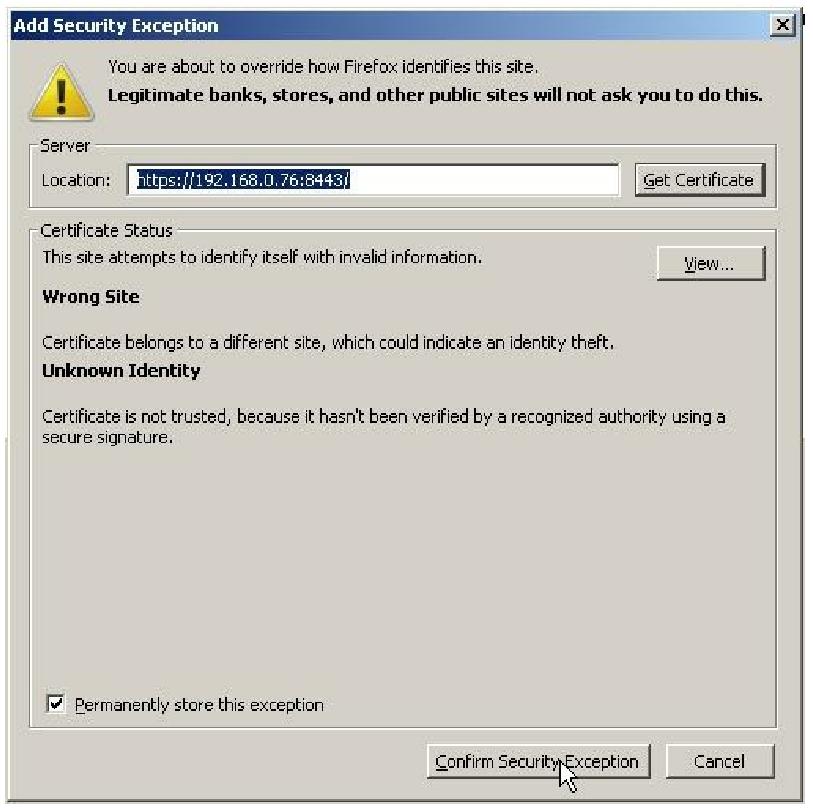 Add Security Exception
You are about to override how Firefox identifies this site.
Legitimate banks, stores, and other public sites will not ask you to do this.
Server
Location: https://192.168.0.76:8443/ Get Certificate
Certificate Status
This site attempts to identify itself with invalid information.
View...
Wrong Site
Certificate belongs to a different site, which could indicate an identity theft.
Unknown Identity
Certificate is not trusted, because it hasn't been verified by a recognized authority using a
secure signature.
Permanently store this exception
Confirm Security Exception Cancel